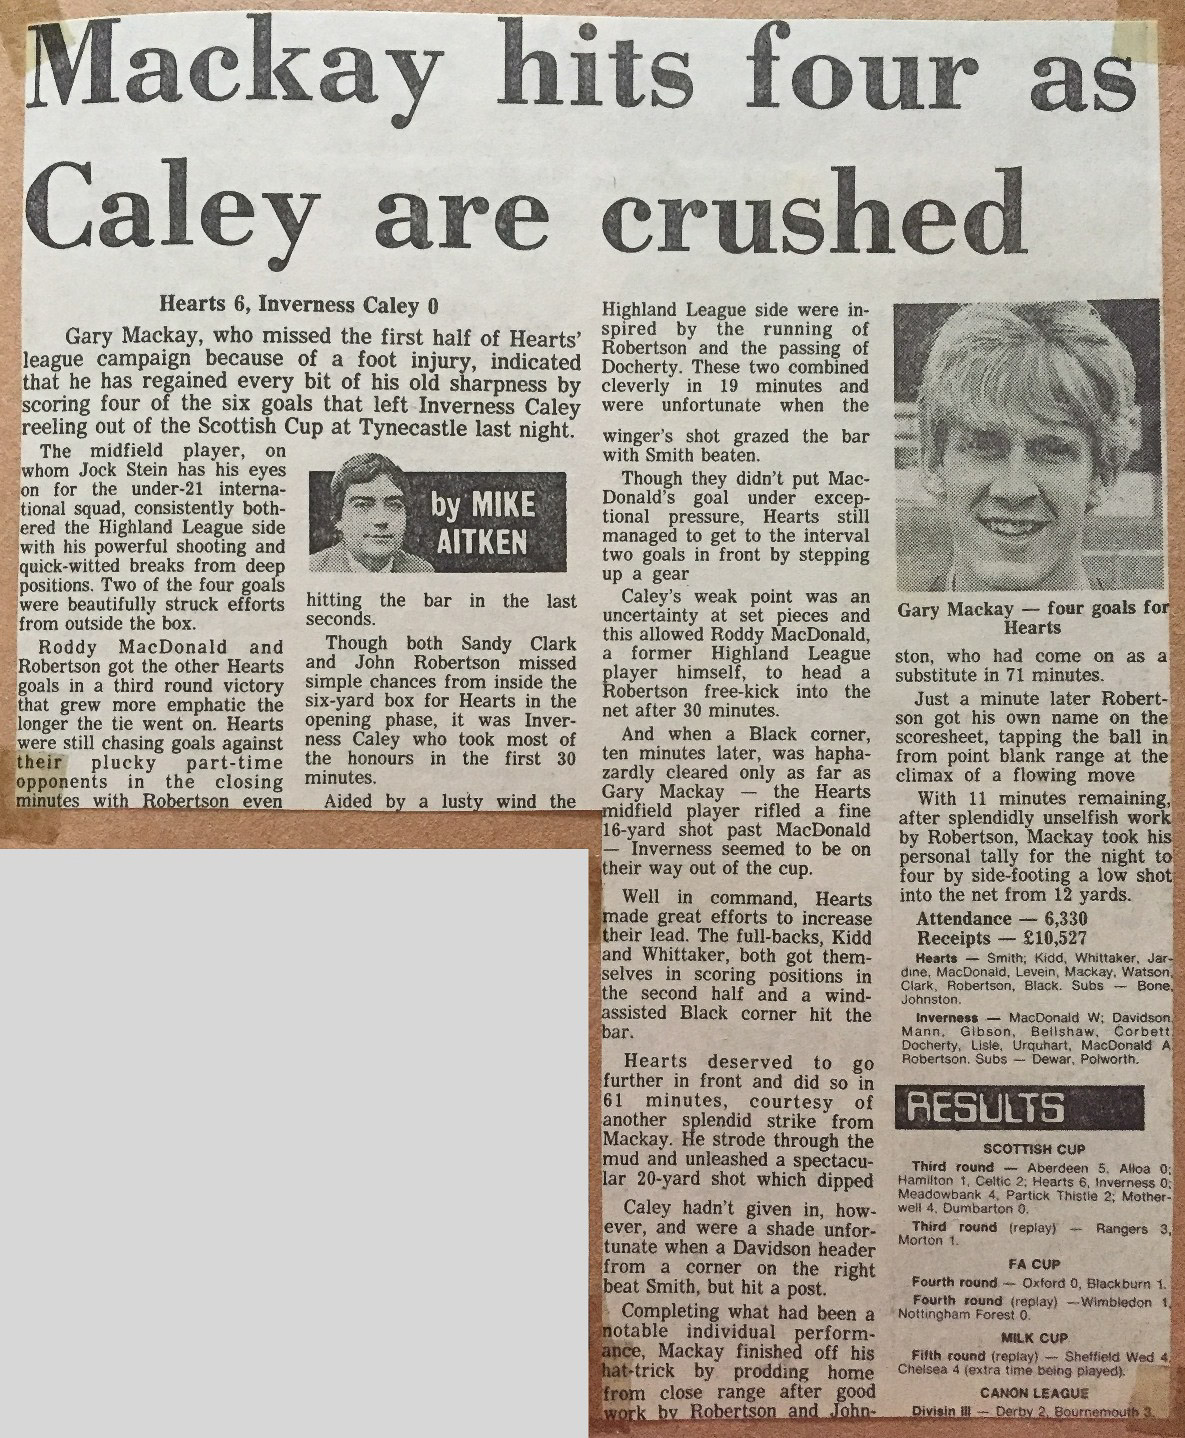 Mackay hits four as
Caley are crushed
Hearts 6, Inverness Caley 0
Gary Mackay, who missed the first half of Hearts'
league campaign because of a foot injury, indicated
that he has regained every bit of his old sharpness by
scoring four of the six goals that left Inverness Caley
reeling out of the Scottish Cup at Tynecastle last night.
The midfield player, on
whom Jock Stein has his eyes
on for the under-21 interna-
tional squad, consistently both-
ered the Highland League side
with his powerful shooting and
quick-witted breaks from deep
positions. Two of the four goals
were beautifully struck efforts
from outside the box.
Roddy MacDonald and
Robertson got the other Hearts
goals in a third round victory
that grew more emphatic the
longer the tie went on. Hearts
were still chasing goals against
their plucky part-time
opponents in the closing
minutes with Robertson even
by MIKE
AITKEN
hitting the bar in the last
seconds.
Though both Sandy Clark
and John Robertson missed
simple chances from inside the
six-yard box for Hearts in the
opening phase, it was Inver-
ness Caley who took most of
the honours in the first 30
minutes.
Aided by a lusty wind the
Highland League side were in-
spired by the running of
Robertson and the passing of
Docherty. These two combined
cleverly in 19 minutes and
were unfortunate when the
winger's shot grazed the bar
with Smith beaten.
Though they didn't put Mac-
Donald's goal under excep-
tional pressure, Hearts still
managed to get to the interval
two goals in front by stepping
up a gear
Caley's weak point was an
uncertainty at set pieces and
this allowed Roddy MacDonald,
a former Highland League
player himself, to head a
Robertson free-kick into the
net after 30 minutes.
And when a Black corner,
ten minutes later, was hapha-
zardly cleared only as far as
Gary Mackay — the Hearts
midfield player rifled a fine
16-yard shot past MacDonald
— Inverness seemed to be on
their way out of the cup.
Well in command, Hearts
made great efforts to increase
their lead. The full-backs, Kidd
and Whittaker, both got them-
selves in scoring positions in
the second half and a wind-
assisted Black corner hit the
bar.
Hearts deserved to go
further in front and did so in
61 minutes, courtesy of
another splendid strike from
Mackay. He strode through the
mud and unleashed a spectacu-
lar 20-yard shot which dipped
Caley hadn't given in, how-
ever, and were a shade unfor-
tunate when a Davidson header
from a corner on the right
beat Smith, but hit a post.
Completing what had been a
notable individual perform-
ance, Mackay finished off his
hat-trick by prodding home
from close range after good
work by Robertson and John-
Gary Mackay — four goals for
Hearts
ston, who had come on as a
substitute in 71 minutes.
Just a minute later Robert-
son got his own name on the
scoresheet, tapping the ball in
from point blank range at the
climax of a flowing move
With 11 minutes remaining,
after splendidly unselfish work
by Robertson, Mackay took his
personal tally for the night to
four by side-footing a low shot
into the net from 12 yards.
Attendance — 6,330
Receipts — £10,527
Hearts — Smith; Kidd, Whittaker, Jar-
dine, MacDonald, Levein, Mackay, Watson,
Clark, Robertson, Black. Subs — Bone,
Johnston.
Inverness — MacDonald W; Davidson,
Mann, Gibson, Bellshaw, Corbett,
Docherty, Lisle, Urquhart, MacDonald A
Robertson. Subs — Dewar, Polworth.
RESULTS
SCOTTISH CUP
Third round — Aberdeen 5, Alloa 0;
Hamilton 1, Celtic 2; Hearts 6, Inverness 0;
Meadowbank 4, Partick Thistle 2; Mother-
well 4, Dumbarton 0.
Third round (replay) — Rangers 3,
Morton 1.
FA CUP
Fourth round — Oxford 0, Blackburn 1.
Fourth round (replay) —Wimbledon 1,
Nottingham Forest 0.
MILK CUP
Fifth round (replay) — Sheffield Wed 4,
Chelsea 4 (extra time being played).
CANON LEAGUE
Divisin III — Derby 2, Bournemouth 3.